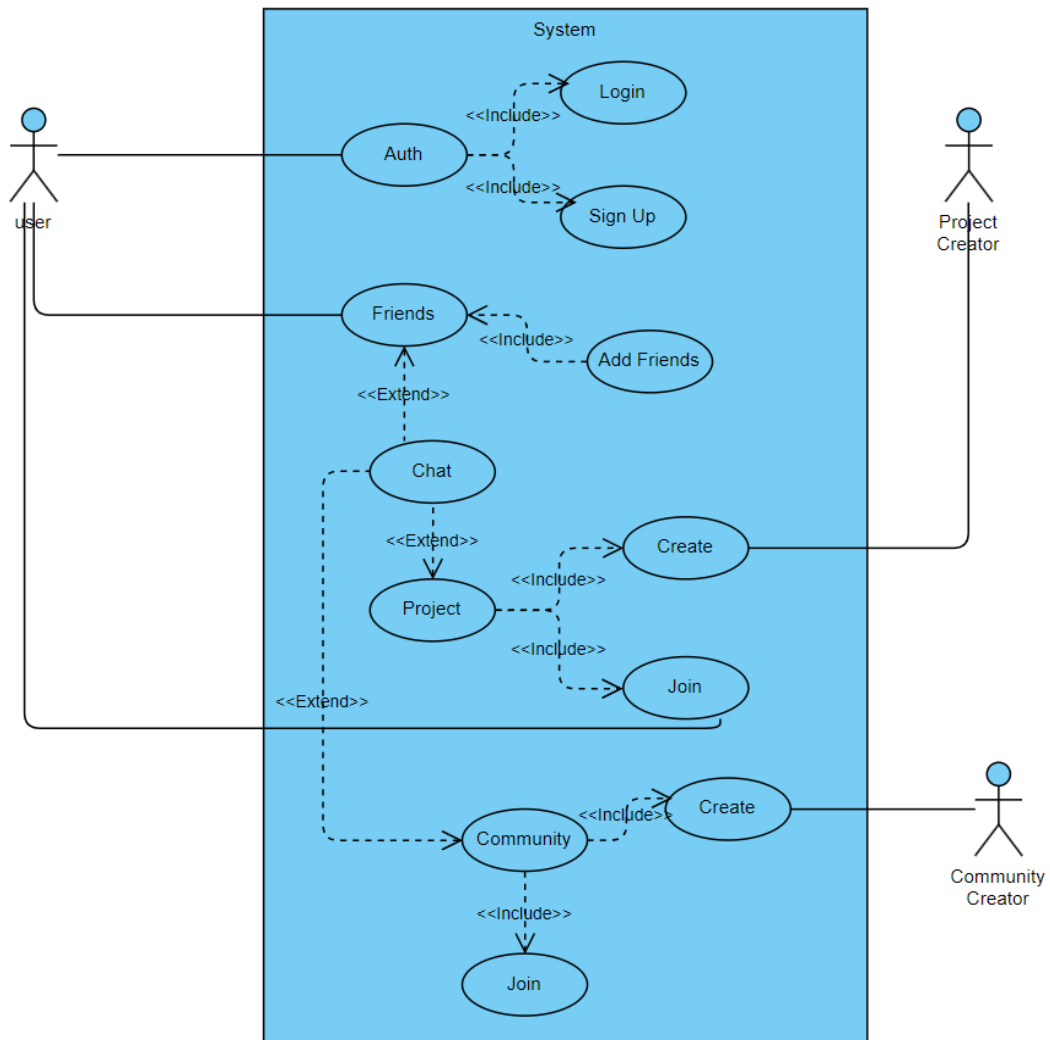 System
Login
<<Include>>
Auth
<<Include>>
Sign Up
user
Project
Creator
Friends
<<Include>>
Add Friends
<<Extend>>
Chat
<<Extend>>
Create
<<Include>>
Project
<<Include>>
Join
<<Extend>>
Create
<<Include>>
Community
Community
Creator
<<Include>>
Join